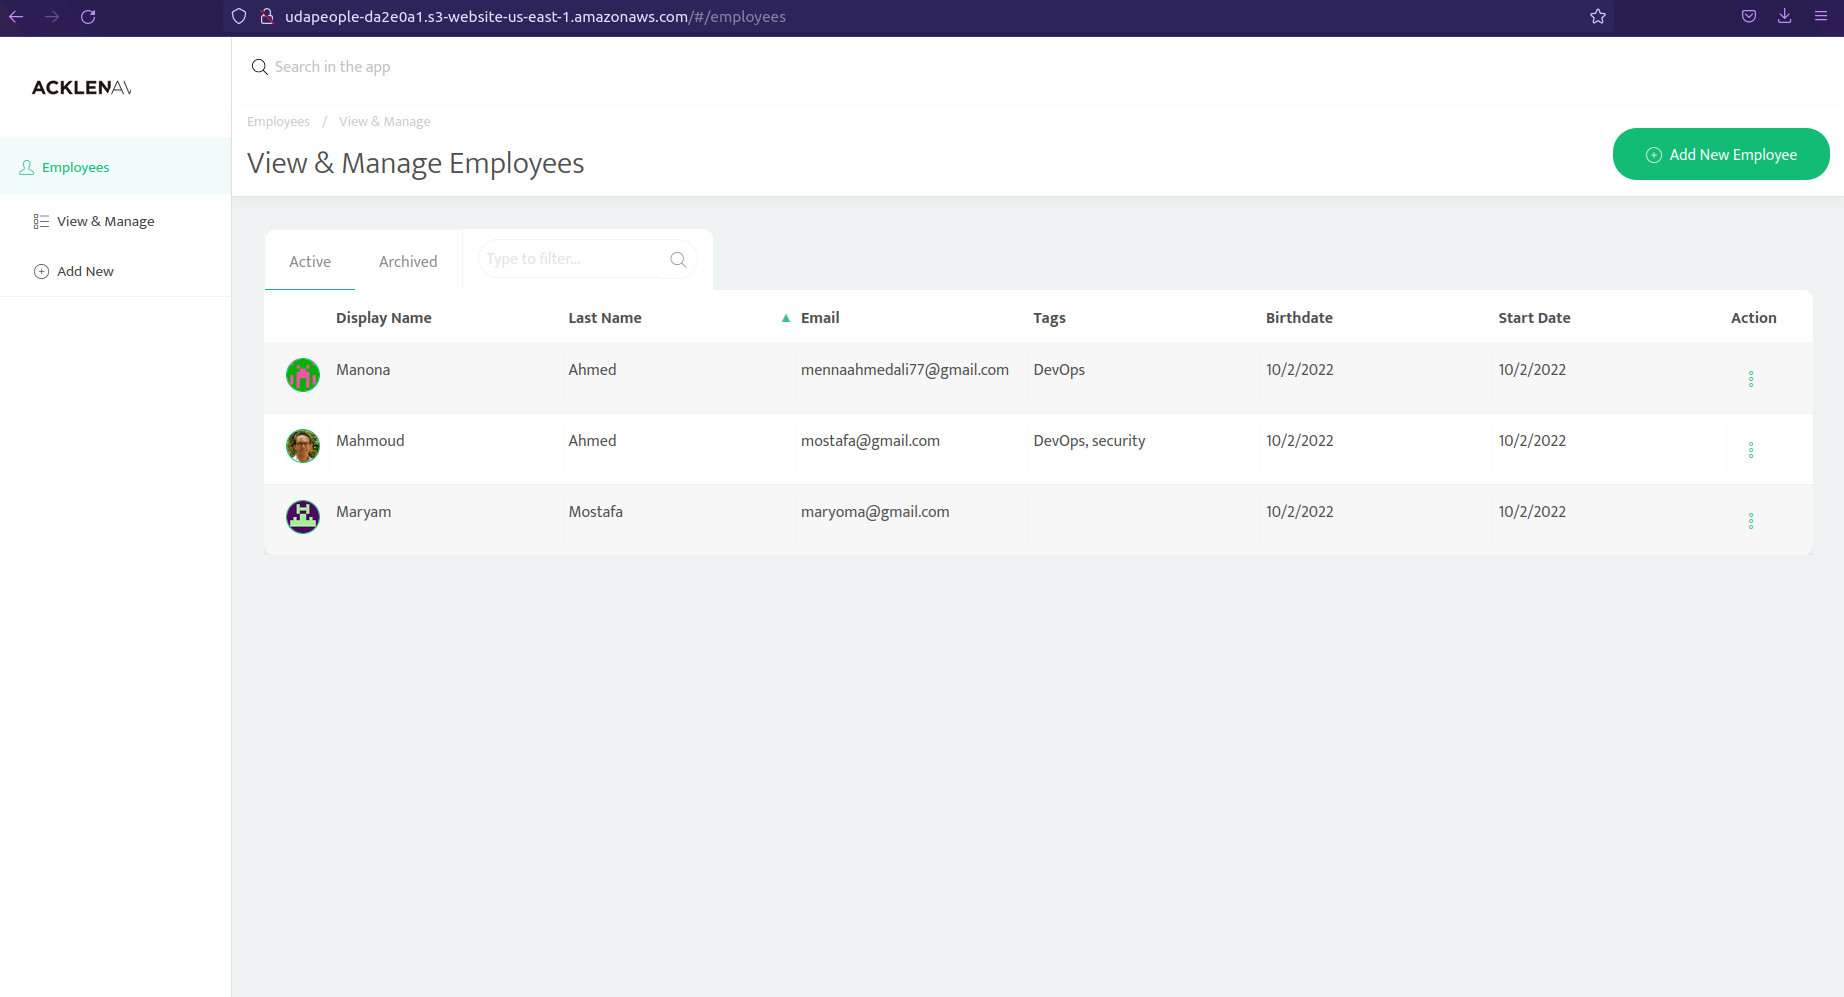 udapeople-da2e0a1.s3-website-us-east-1.amazonaws.com/#/employees
ACKLENAV
Search in the app
Employees / View & Manage
View & Manage Employees
Add New Employee
Employees
View & Manage
Add New
Active Archived Type to filter...
Display Name Last Name ▲ Email Tags Birthdate Start Date Action
Manona Ahmed mennaahmedali77@gmail.com DevOps 10/2/2022 10/2/2022
Mahmoud Ahmed mostafa@gmail.com DevOps, security 10/2/2022 10/2/2022
Maryam Mostafa maryoma@gmail.com 10/2/2022 10/2/2022